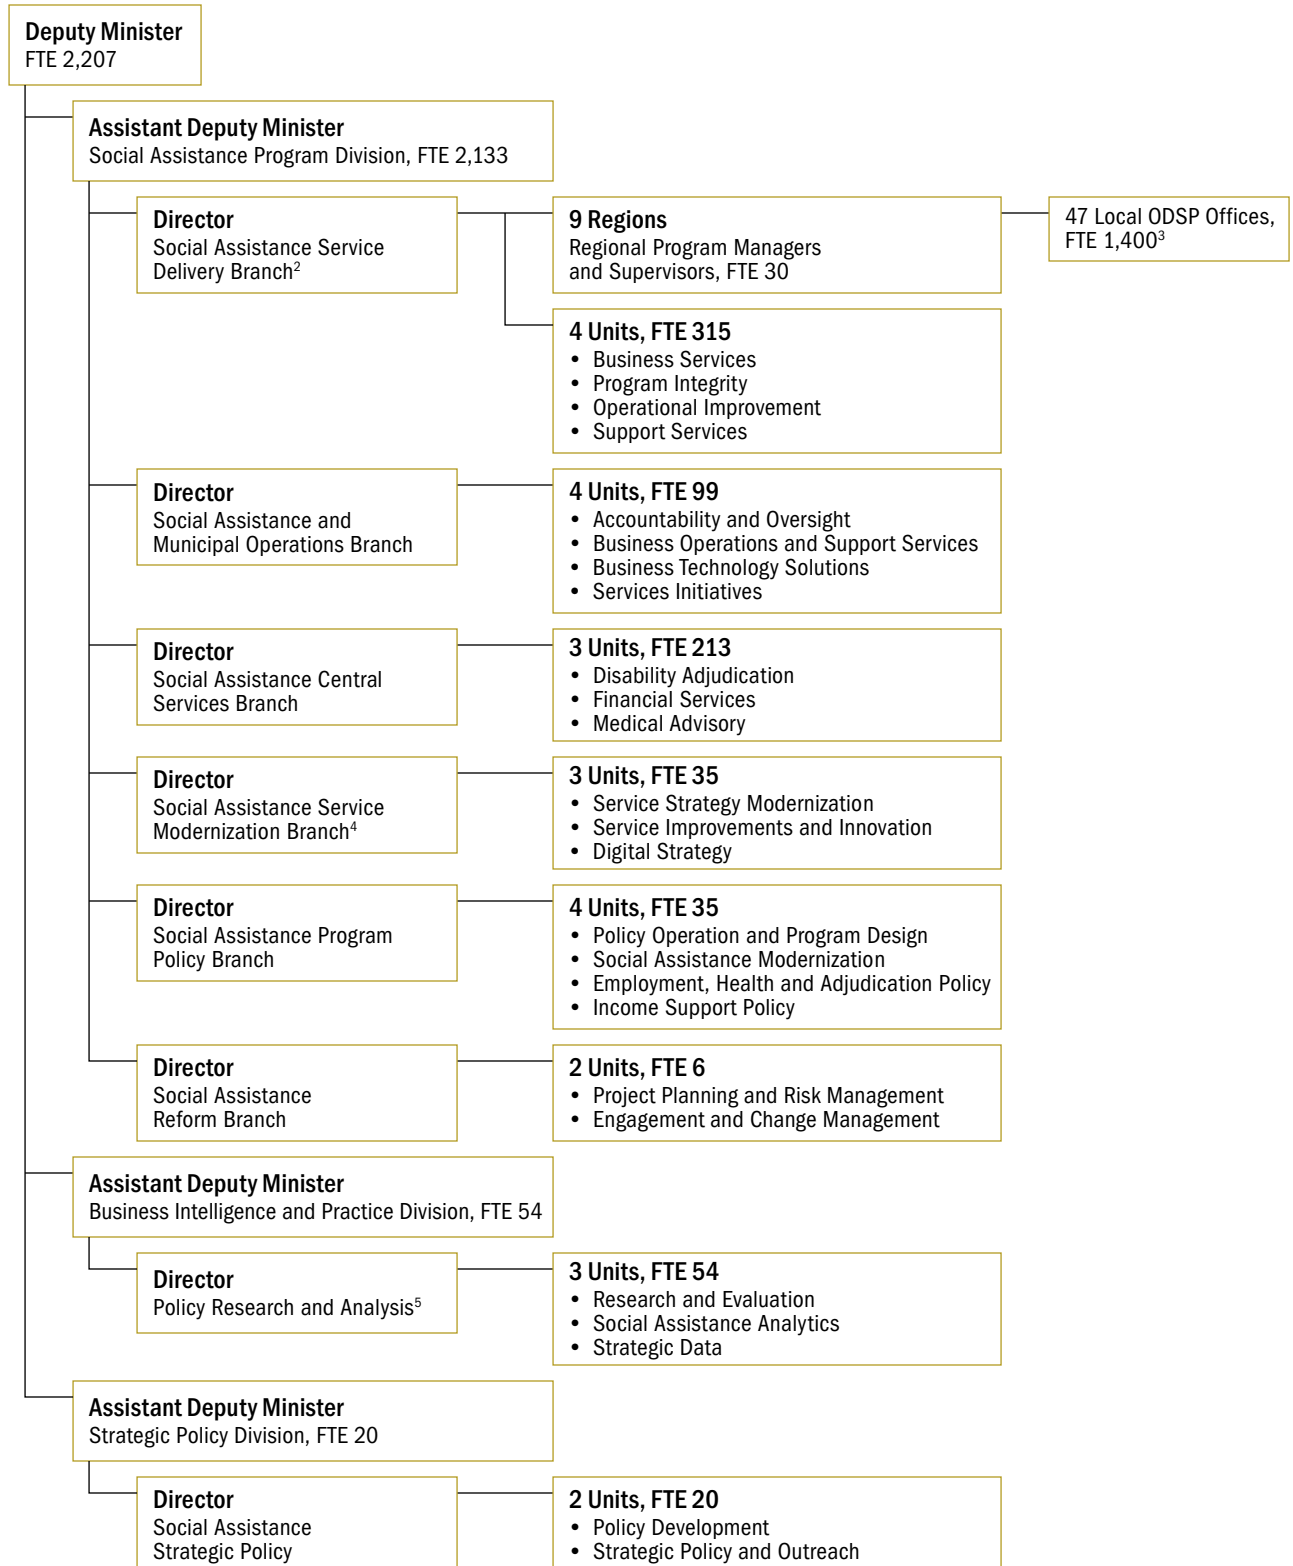 Deputy Minister
FTE 2,207
Assistant Deputy Minister
Social Assistance Program Division, FTE 2,133
Director
Social Assistance Service
Delivery Branch²
9 Regions
Regional Program Managers
and Supervisors, FTE 30
47 Local ODSP Offices,
FTE 1,400³
4 Units, FTE 315
• Business Services
• Program Integrity
• Operational Improvement
• Support Services
Director
Social Assistance and
Municipal Operations Branch
4 Units, FTE 99
• Accountability and Oversight
• Business Operations and Support Services
• Business Technology Solutions
• Services Initiatives
Director
Social Assistance Central
Services Branch
3 Units, FTE 213
• Disability Adjudication
• Financial Services
• Medical Advisory
Director
Social Assistance Service
Modernization Branch⁴
3 Units, FTE 35
• Service Strategy Modernization
• Service Improvements and Innovation
• Digital Strategy
Director
Social Assistance Program
Policy Branch
4 Units, FTE 35
• Policy Operation and Program Design
• Social Assistance Modernization
• Employment, Health and Adjudication Policy
• Income Support Policy
Director
Social Assistance
Reform Branch
2 Units, FTE 6
• Project Planning and Risk Management
• Engagement and Change Management
Assistant Deputy Minister
Business Intelligence and Practice Division, FTE 54
Director
Policy Research and Analysis⁵
3 Units, FTE 54
• Research and Evaluation
• Social Assistance Analytics
• Strategic Data
Assistant Deputy Minister
Strategic Policy Division, FTE 20
Director
Social Assistance
Strategic Policy
2 Units, FTE 20
• Policy Development
• Strategic Policy and Outreach